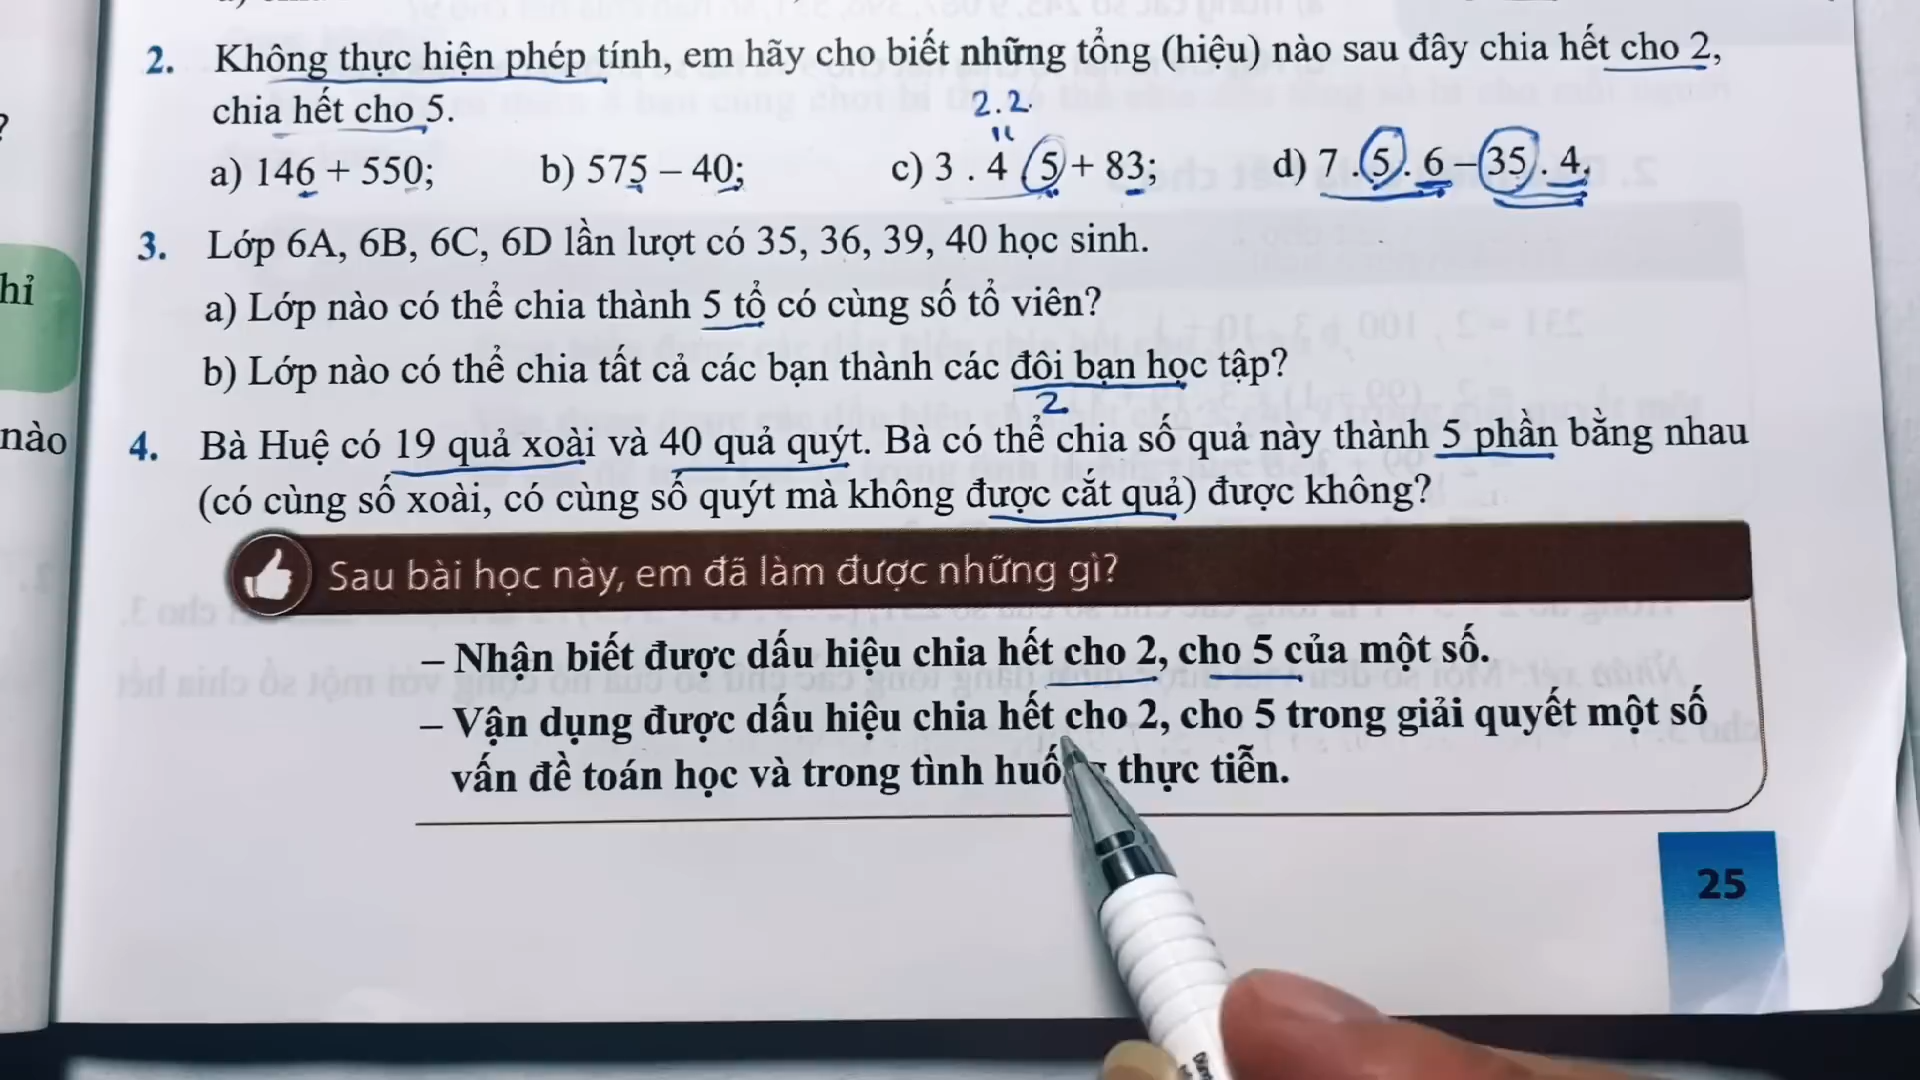 2. Không thực hiện phép tính, em hãy cho biết những tổng (hiệu) nào sau đây chia hết cho 2,
chia hết cho 5.
2.2.
a) 146 + 550; b) 575 – 40; c) 3 . 4 . 5 + 83; d) 7 . 5 . 6 – 35 . 4.
3. Lớp 6A, 6B, 6C, 6D lần lượt có 35, 36, 39, 40 học sinh.
hỉ
a) Lớp nào có thể chia thành 5 tổ có cùng số tổ viên?
b) Lớp nào có thể chia tất cả các bạn thành các đôi bạn học tập?
2
nào
4. Bà Huệ có 19 quả xoài và 40 quả quýt. Bà có thể chia số quả này thành 5 phần bằng nhau
(có cùng số xoài, có cùng số quýt mà không được cắt quả) được không?
Sau bài học này, em đã làm được những gì?
– Nhận biết được dấu hiệu chia hết cho 2, cho 5 của một số.
– Vận dụng được dấu hiệu chia hết cho 2, cho 5 trong giải quyết một số
vấn đề toán học và trong tình huống thực tiễn.
25